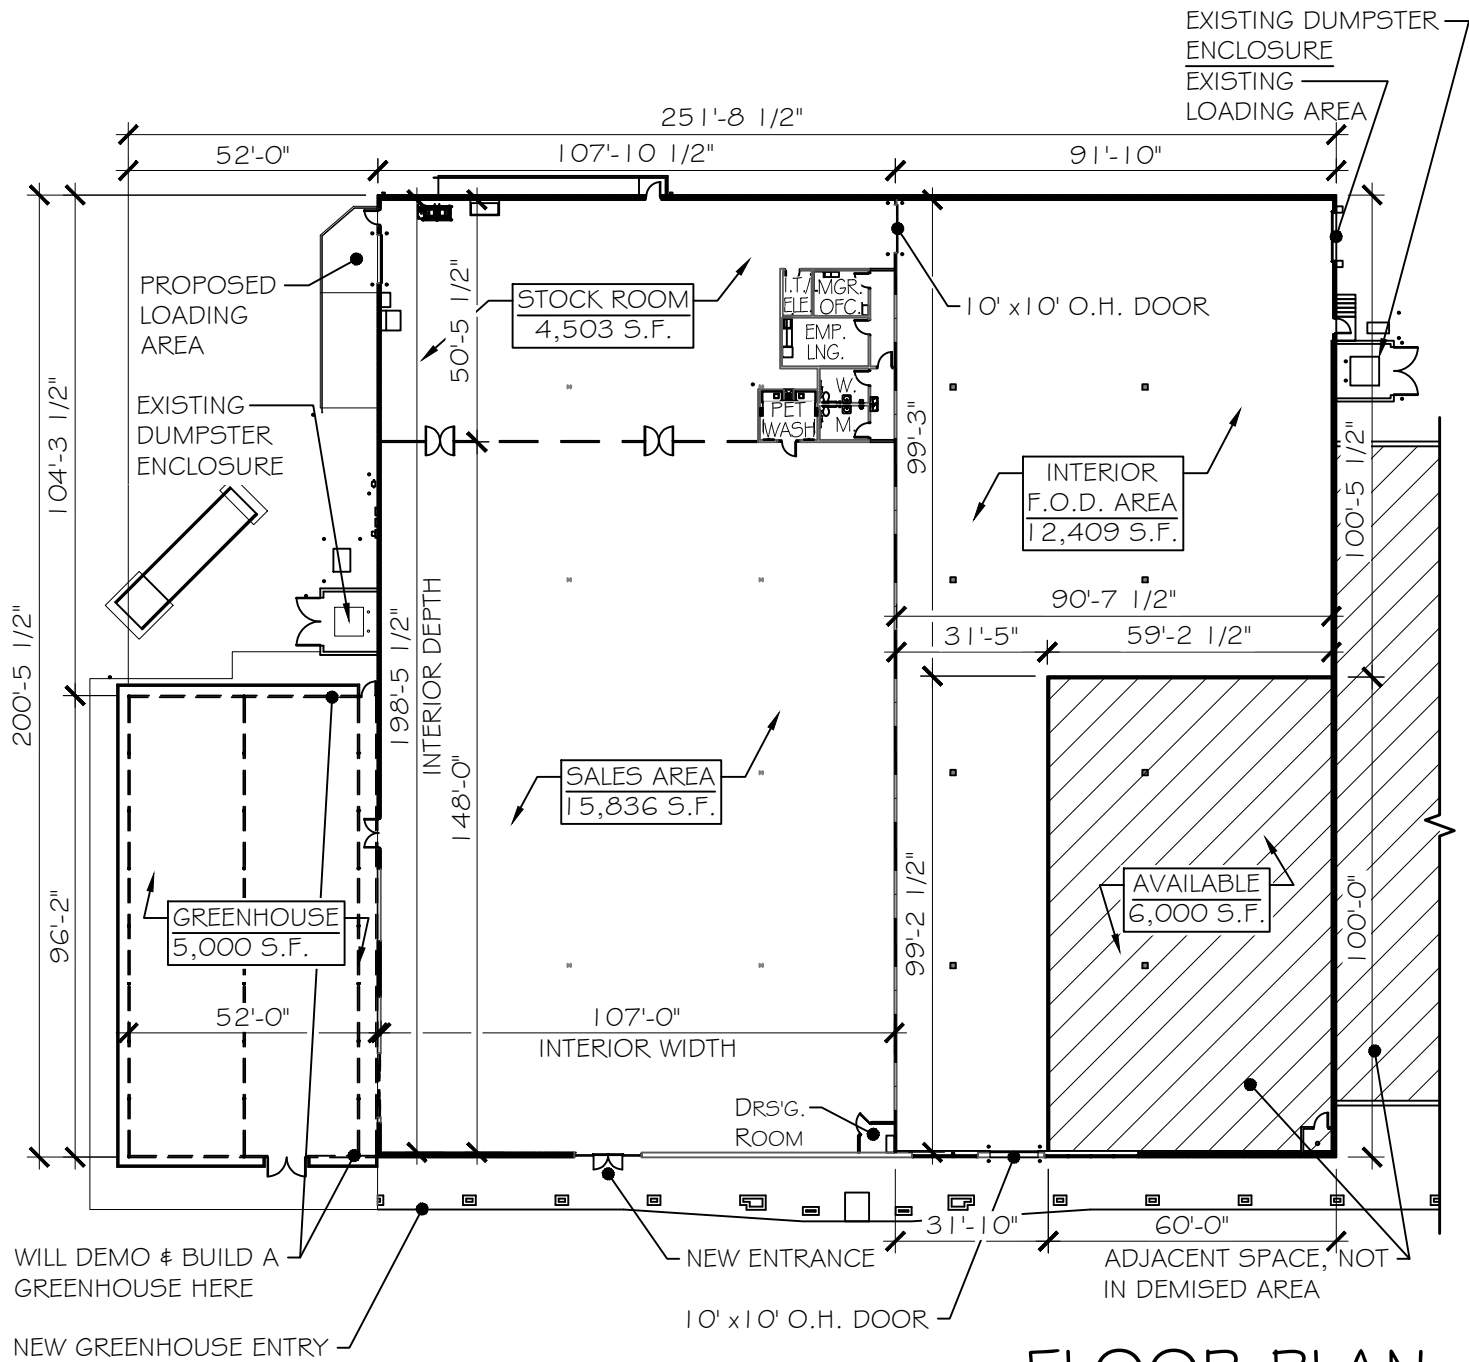 EXISTING DUMPSTER
ENCLOSURE
EXISTING
LOADING AREA
251'-8 1/2"
52'-0"
107'-10 1/2"
91'-10"
PROPOSED
LOADING
AREA
STOCK ROOM
4,503 S.F.
50'-5 1/2"
I.T./
ELE.
MGR.
OFC.
EMP.
LNG.
10' x10' O.H. DOOR
W.
M.
PET
WASH
EXISTING
DUMPSTER
ENCLOSURE
104'-3 1/2"
99'-3"
INTERIOR
F.O.D. AREA
12,409 S.F.
100'-5 1/2"
90'-7 1/2"
31'-5"
59'-2 1/2"
200'-5 1/2"
198'-5 1/2"
INTERIOR DEPTH
148'-0"
SALES AREA
15,836 S.F.
96'-2"
GREENHOUSE
5,000 S.F.
99'-2 1/2"
AVAILABLE
6,000 S.F.
100'-0"
52'-0"
107'-0"
INTERIOR WIDTH
DRS'G.
ROOM
31'-10"
60'-0"
WILL DEMO & BUILD A
GREENHOUSE HERE
NEW ENTRANCE
ADJACENT SPACE, NOT
IN DEMISED AREA
10' x10' O.H. DOOR
NEW GREENHOUSE ENTRY
FLOOR PLAN